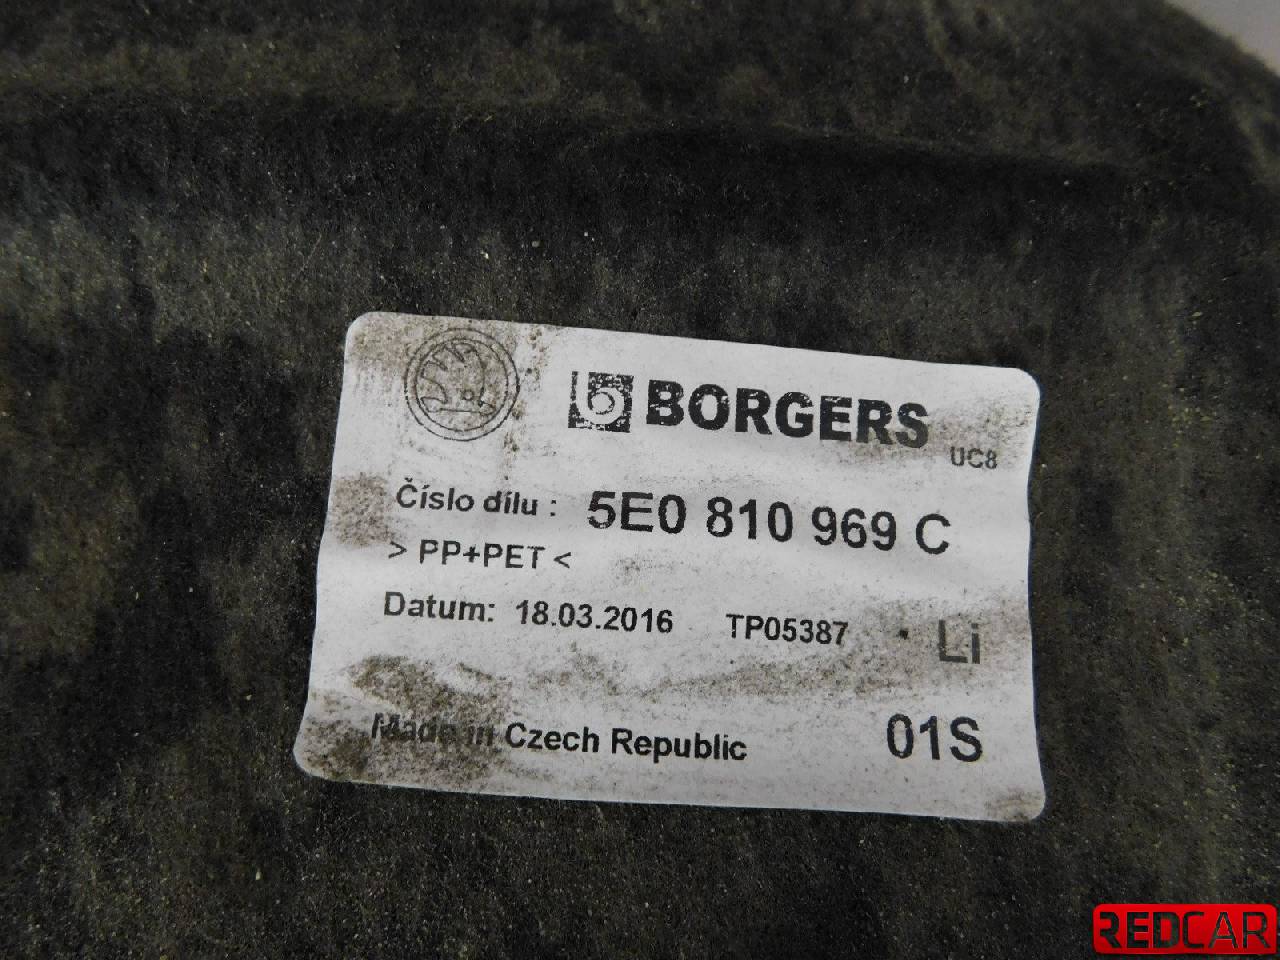 BORGERS
UC8
Číslo dílu : 5E0 810 969 C
> PP+PET <
Datum: 18.03.2016 TP05387 Li
Made in Czech Republic 01S
REDCAR